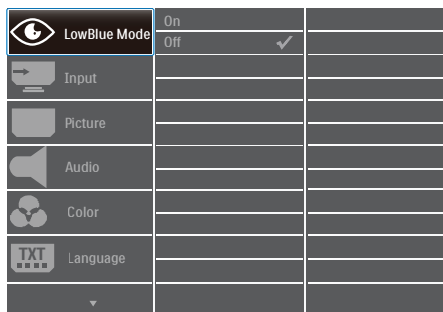 LowBlue Mode
On
Off
Input
Picture
Audio
Color
TXT
Language